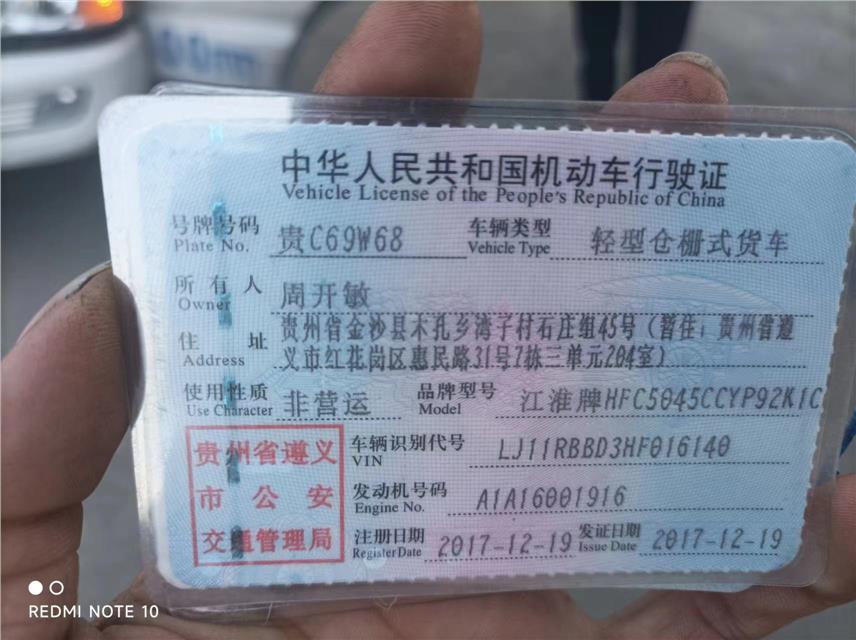 中华人民共和国机动车行驶证
Vehicle License of the People's Republic of China
号牌号码 贵C69W68 车辆类型 轻型仓栅式货车
Plate No. Vehicle Type
所有人 周开敏
Owner
住址 贵州省金沙县木孔乡湾子村石庄组45号（暂住：贵州省遵
Address 义市红花岗区惠民路31号7栋三单元204室）
使用性质 非营运 品牌型号 江淮牌HFC5045CCYP92K1C
Use Character Model
贵州省遵义 车辆识别代号 LJ11RBBD3HF016140
VIN
市公安 发动机号码 A1A16001916
Engine No.
交通管理局 注册日期 2017-12-19 发证日期 2017-12-19
Register Date Issue Date
REDMI NOTE 10